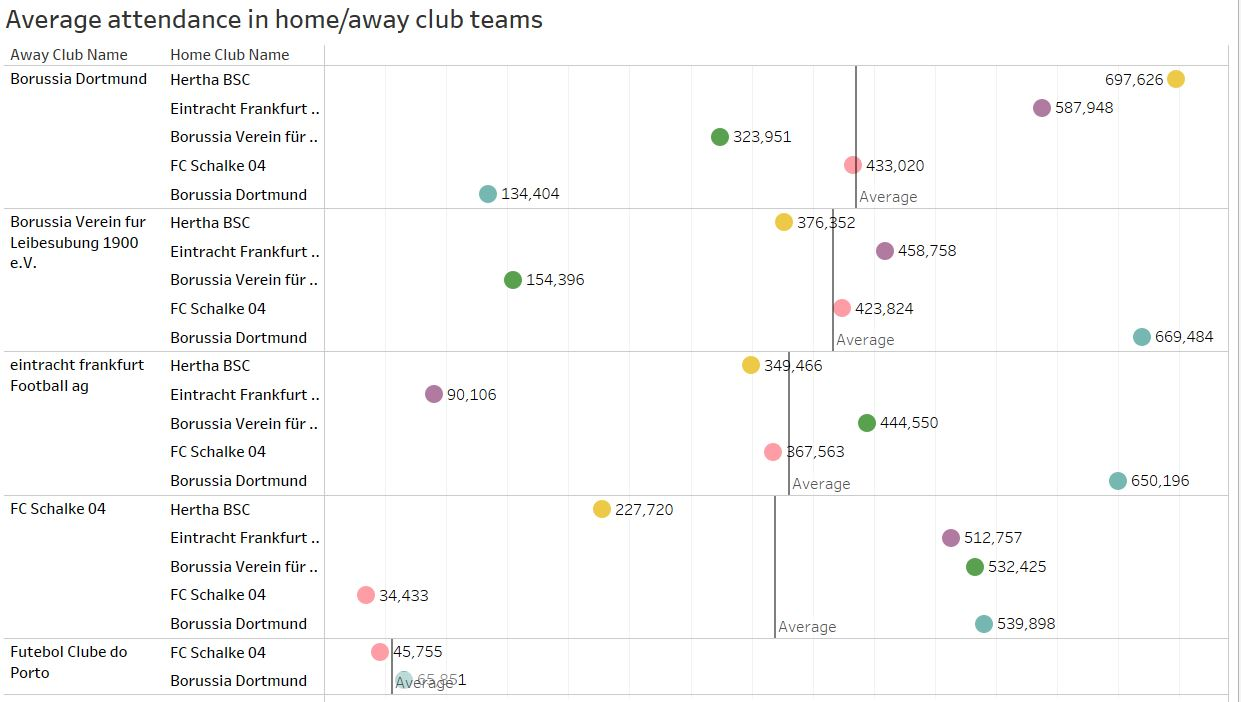 Average attendance in home/away club teams
Away Club Name Home Club Name
Borussia Dortmund Hertha BSC 697,626
Eintracht Frankfurt .. 587,948
Borussia Verein für .. 323,951
FC Schalke 04 433,020
Borussia Dortmund 134,404
Average
Borussia Verein fur Hertha BSC 376,352
Leibesubung 1900
e.V.
Eintracht Frankfurt .. 458,758
Borussia Verein für .. 154,396
FC Schalke 04 423,824
Borussia Dortmund 669,484
Average
eintracht frankfurt Hertha BSC 349,466
Football ag
Eintracht Frankfurt .. 90,106
Borussia Verein für .. 444,550
FC Schalke 04 367,563
Borussia Dortmund 650,196
Average
FC Schalke 04 Hertha BSC 227,720
Eintracht Frankfurt .. 512,757
Borussia Verein für .. 532,425
FC Schalke 04 34,433
Borussia Dortmund 539,898
Average
Futebol Clube do FC Schalke 04 45,755
Porto
Borussia Dortmund 65,851
Average